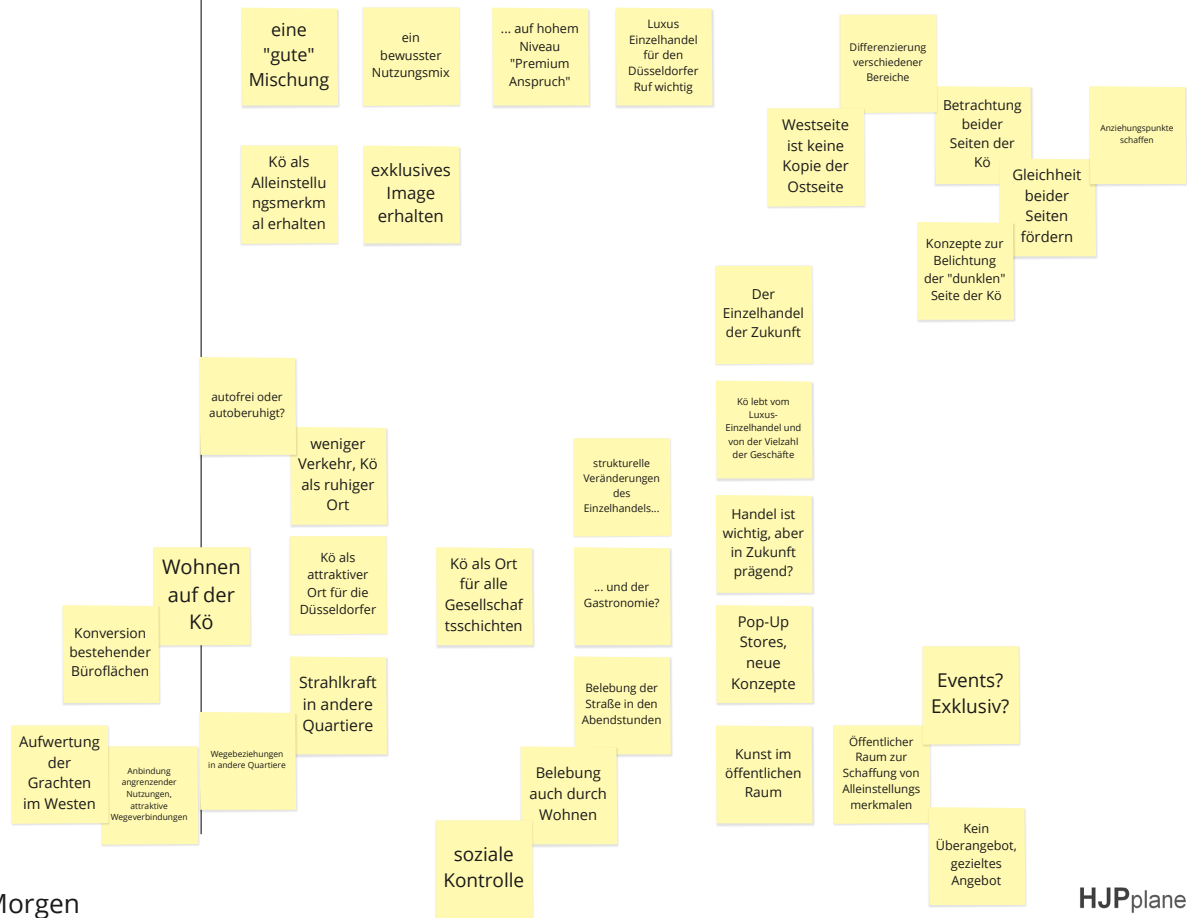 eine
"gute"
Mischung
ein
bewusster
Nutzungsmix
... auf hohem
Niveau
"Premium
Anspruch"
Luxus
Einzelhandel
für den
Düsseldorfer
Ruf wichtig
Differenzierung
verschiedener
Bereiche
Westseite
ist keine
Kopie der
Ostseite
Betrachtung
beider
Seiten der
Kö
Anziehungspunkte
schaffen
Gleichheit
beider
Seiten
fördern
Konzepte zur
Belichtung
der "dunklen"
Seite der Kö
Kö als
Alleinstellu
ngsmerkm
al erhalten
exklusives
Image
erhalten
Der
Einzelhandel
der Zukunft
autofrei oder
autoberuhigt?
weniger
Verkehr, Kö
als ruhiger
Ort
Kö lebt vom
Luxus-
Einzelhandel und
von der Vielzahl
der Geschäfte
strukturelle
Veränderungen
des
Einzelhandels...
Handel ist
wichtig, aber
in Zukunft
prägend?
Wohnen
auf der
Kö
Kö als
attraktiver
Ort für die
Düsseldorfer
Kö als Ort
für alle
Gesellschaf
tsschichten
... und der
Gastronomie?
Konversion
bestehender
Büroflächen
Pop-Up
Stores,
neue
Konzepte
Strahlkraft
in andere
Quartiere
Belebung der
Straße in den
Abendstunden
Events?
Exklusiv?
Aufwertung
der
Grachten
im Westen
Anbindung
angrenzender
Nutzungen,
attraktive
Wegeverbindungen
Wegebeziehungen
in andere Quartiere
Belebung
auch durch
Wohnen
Kunst im
öffentlichen
Raum
Öffentlicher
Raum zur
Schaffung von
Alleinstellungs
merkmalen
soziale
Kontrolle
Kein
Überangebot,
gezieltes
Angebot
Morgen
HJPplane